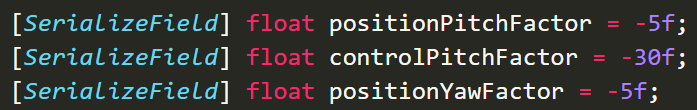 [SerializeField] float positionPitchFactor = -5f;
[SerializeField] float controlPitchFactor = -30f;
[SerializeField] float positionYawFactor = -5f;